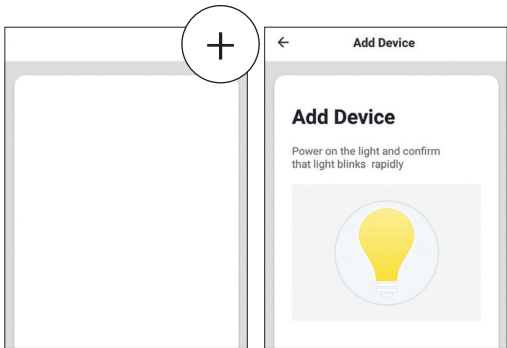 Add Device
Add Device
Power on the light and confirm
that light blinks rapidly